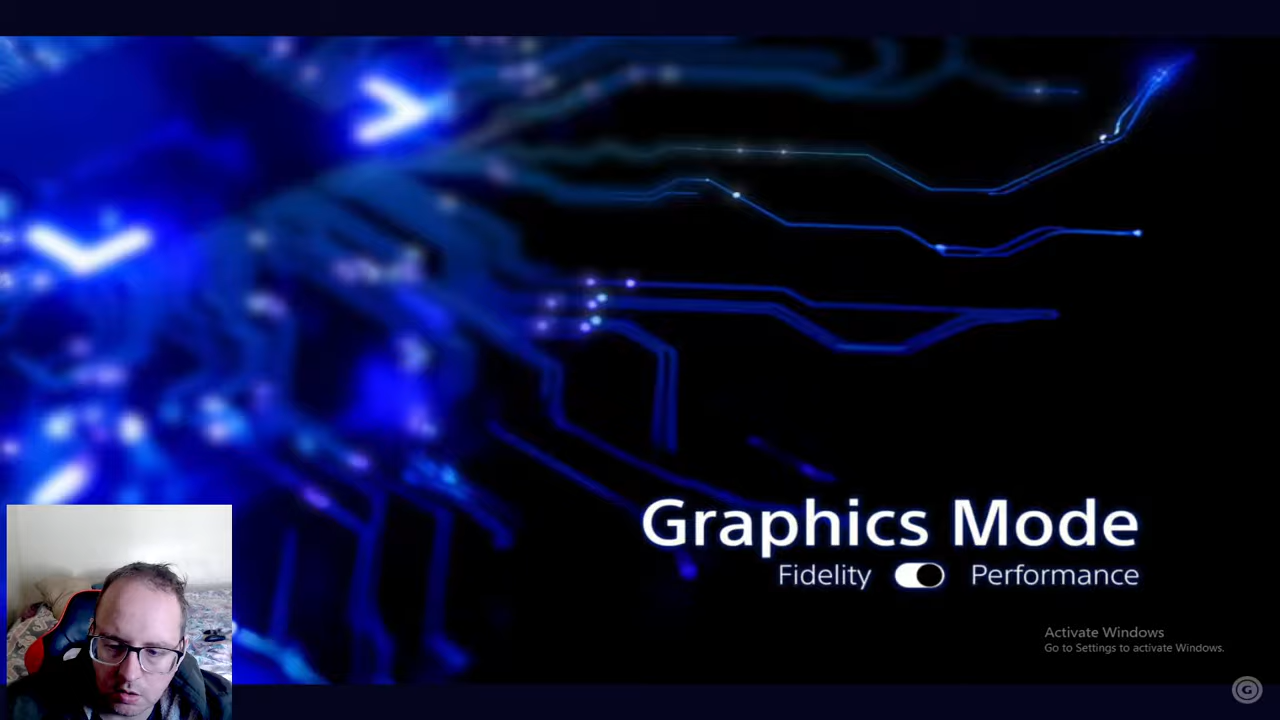 Graphics Mode
Fidelity Performance
Activate Windows
Go to Settings to activate Windows.
G